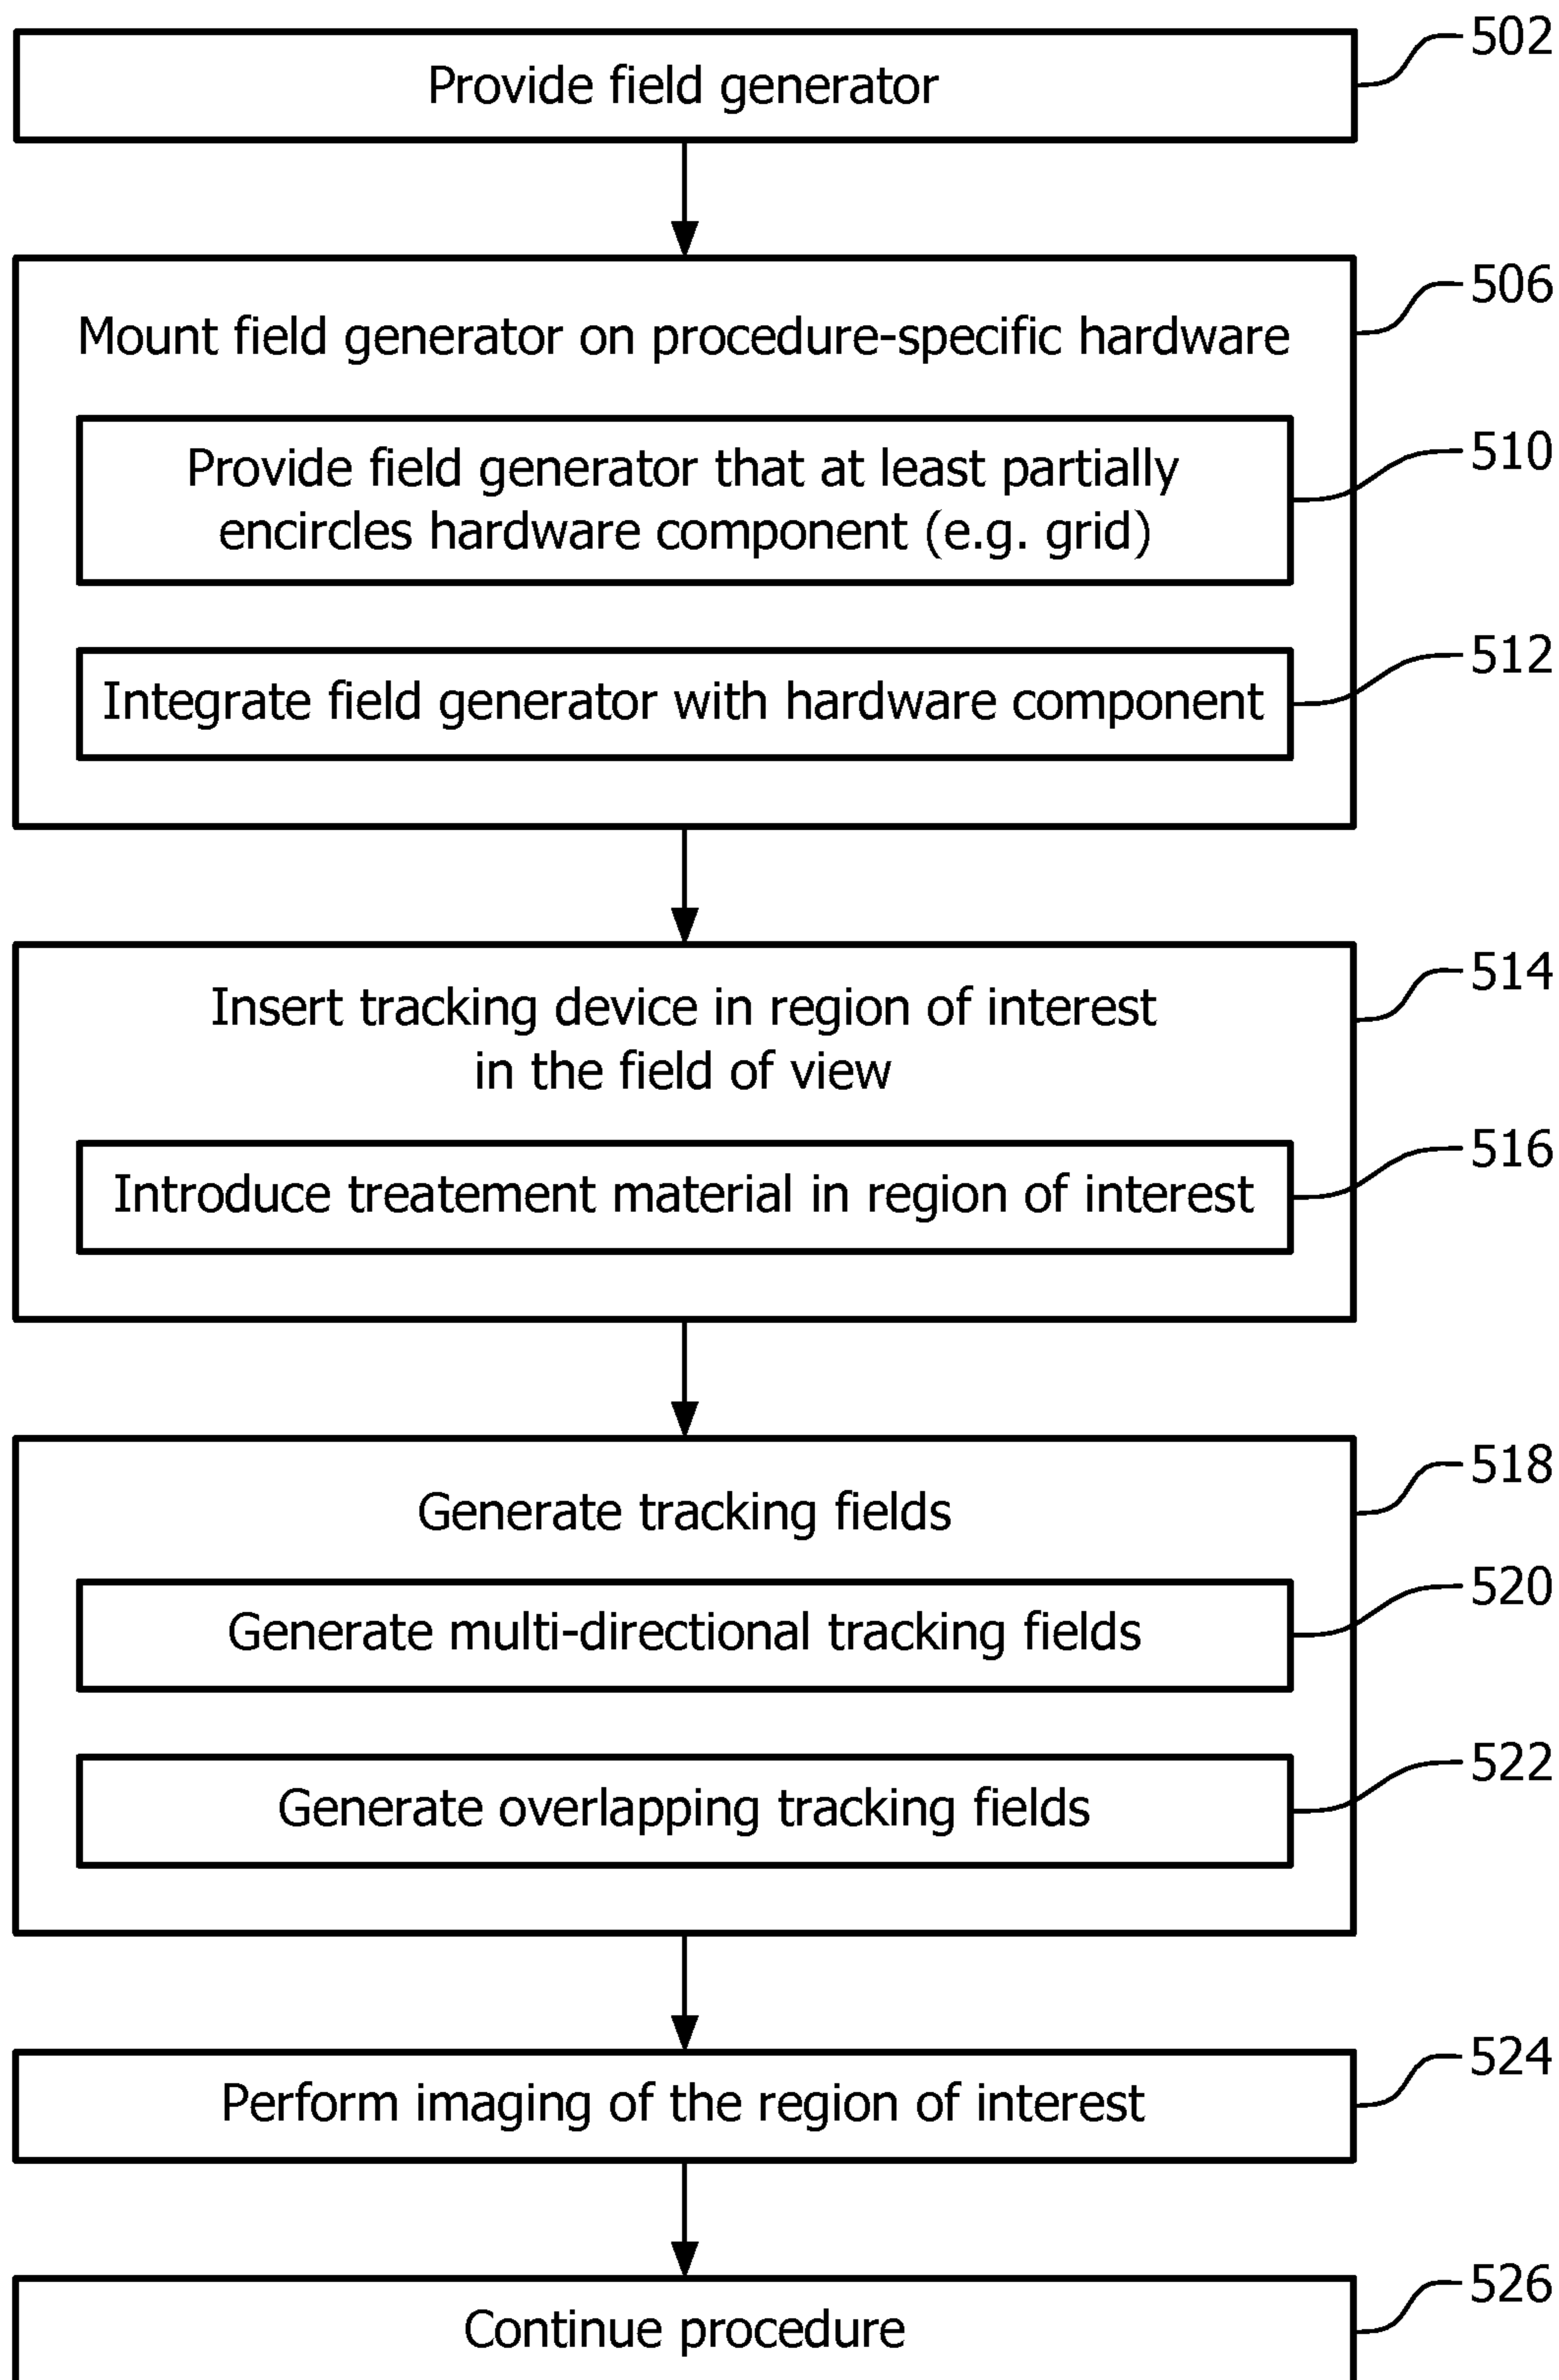 Provide field generator
502
Mount field generator on procedure-specific hardware
506
Provide field generator that at least partially
encircles hardware component (e.g. grid)
510
Integrate field generator with hardware component
512
Insert tracking device in region of interest
in the field of view
514
Introduce treatement material in region of interest
516
Generate tracking fields
518
Generate multi-directional tracking fields
520
Generate overlapping tracking fields
522
Perform imaging of the region of interest
524
Continue procedure
526